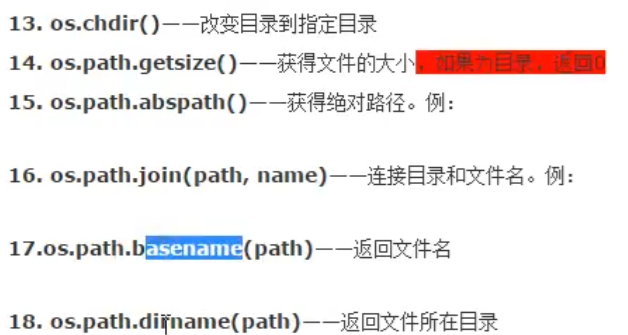 13. os.chdir()——改变目录到指定目录
14. os.path.getsize()——获得文件的大小，如果为目录，返回0
15. os.path.abspath()——获得绝对路径。例：
16. os.path.join(path, name)——连接目录和文件名。例：
17.os.path.basename(path)——返回文件名
18. os.path.dirname(path)——返回文件所在目录